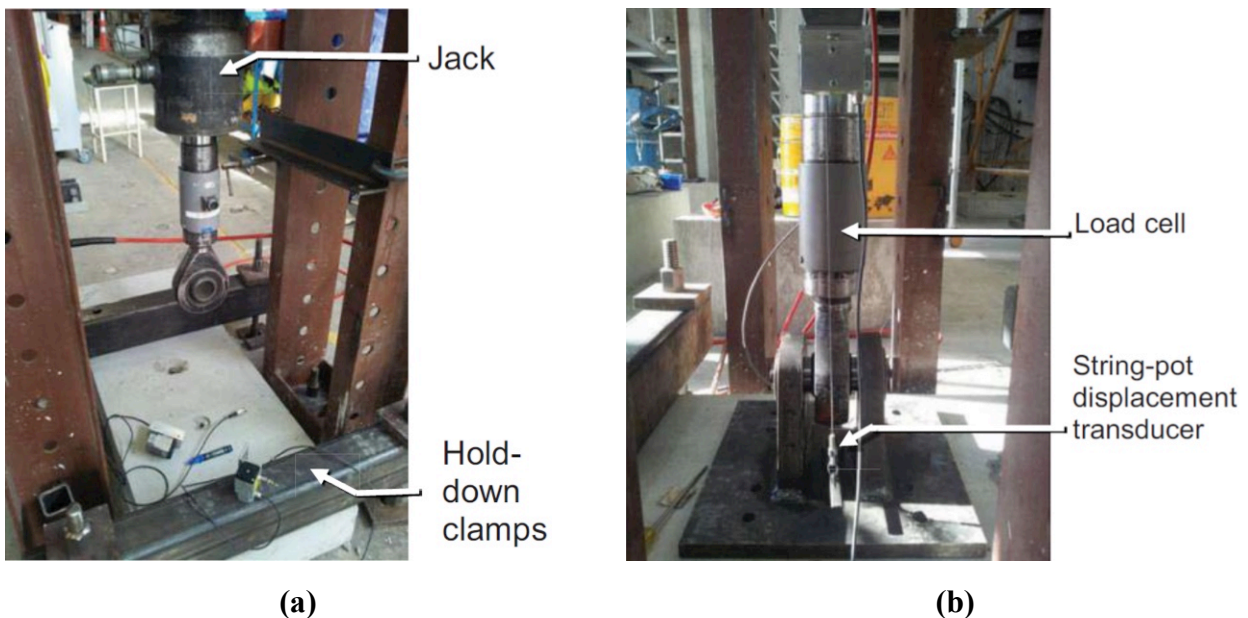 Jack
Hold-
down
clamps
Load cell
String-pot
displacement
transducer
(a)
(b)